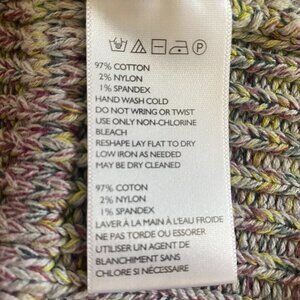 97% COTTON
2% NYLON
1% SPANDEX
HAND WASH COLD
DO NOT WRING OR TWIST
USE ONLY NON-CHLORINE
BLEACH
RESHAPE LAY FLAT TO DRY
LOW IRON AS NEEDED
MAY BE DRY CLEANED
97% COTON
2% NYLON
1% SPANDEX
LAVER À LA MAIN À L'EAU FROIDE
NE PAS TORDE OU ESSORER
UTILISER UN AGENT DE
BLANCHIMENT SANS
CHLORE SI NÉCESSAIRE